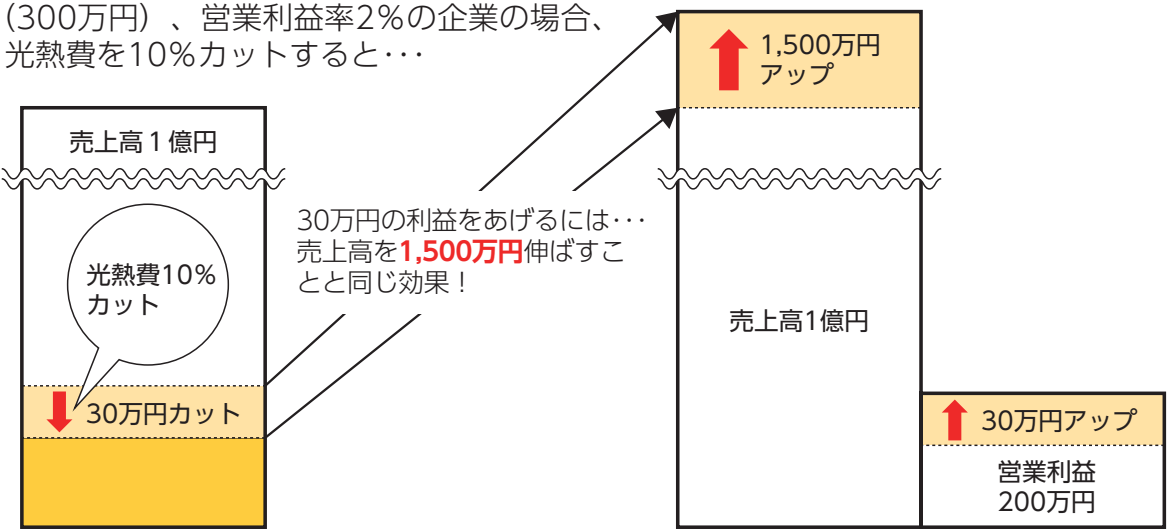 (300万円）、営業利益率2％の企業の場合、
光熱費を10％カットすると･･･
売上高１億円
光熱費10％
カット
30万円カット
30万円の利益をあげるには･･･
売上高を1,500万円伸ばすこ
とと同じ効果！
1,500万円
アップ
売上高1億円
30万円アップ
営業利益
200万円